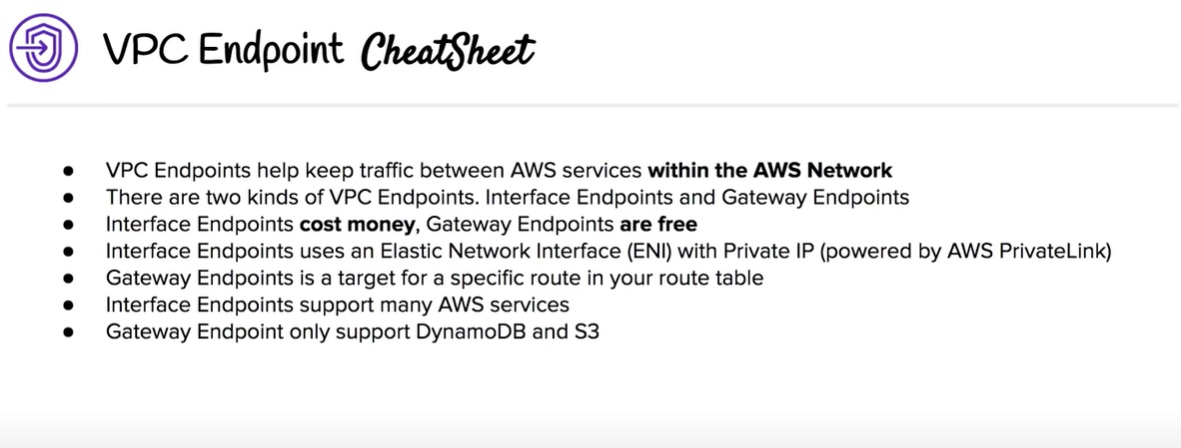 VPC Endpoint CheatSheet
● VPC Endpoints help keep traffic between AWS services within the AWS Network
● There are two kinds of VPC Endpoints. Interface Endpoints and Gateway Endpoints
● Interface Endpoints cost money, Gateway Endpoints are free
● Interface Endpoints uses an Elastic Network Interface (ENI) with Private IP (powered by AWS PrivateLink)
● Gateway Endpoints is a target for a specific route in your route table
● Interface Endpoints support many AWS services
● Gateway Endpoint only support DynamoDB and S3